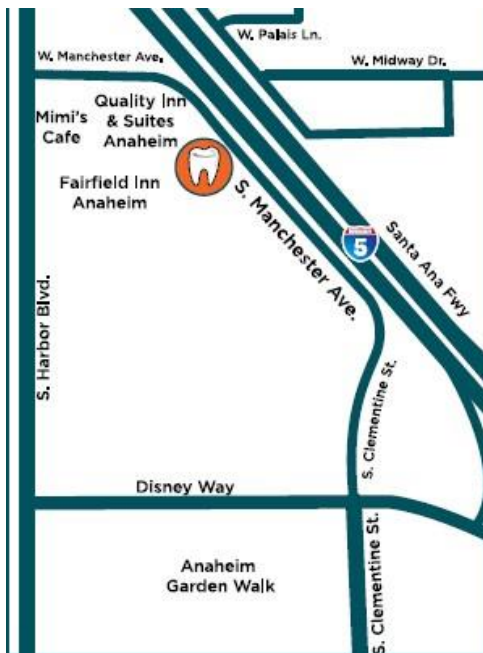 W. Palais Ln.
W. Manchester Ave.
W. Midway Dr.
Quality Inn
& Suites
Anaheim
Mimi's
Cafe
Fairfield Inn
Anaheim
S. Manchester Ave.
5
Santa Ana Fwy
S. Harbor Blvd.
S. Clementine St.
Disney Way
S. Clementine St.
Anaheim
Garden Walk